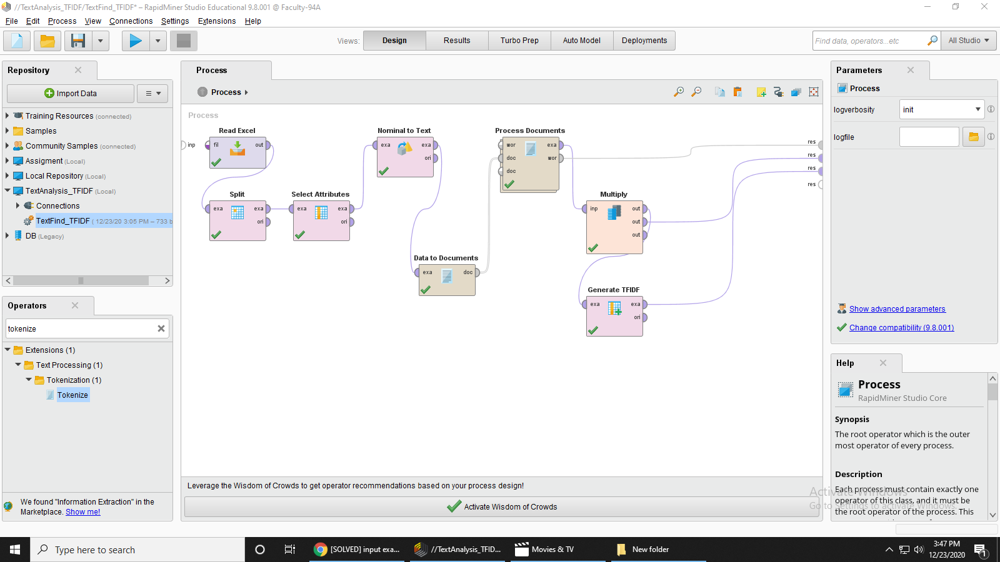 //TextAnalysis_TFIDF/TextFind_TFIDF* – RapidMiner Studio Educational 9.8.001 @ Faculty-94A
File Edit Process View Connections Settings Extensions Help
Views: Design Results Turbo Prep Auto Model Deployments
Find data, operators...etc
All Studio
Repository
Import Data
Training Resources (connected)
Samples
Community Samples (connected)
Assigment (Local)
Local Repository (Local)
TextAnalysis_TFIDF (Local)
Connections
TextFind_TFIDF ( 12/23/20 3:05 PM – 733 b
DB (Legacy)
Operators
tokenize
Extensions (1)
Text Processing (1)
Tokenization (1)
Tokenize
We found "Information Extraction" in the
Marketplace. Show me!
Process
Process
Process
inp
Read Excel
fil out
Split
exa exa
ori
Select Attributes
exa exa
ori
Nominal to Text
exa exa
ori
Data to Documents
exa doc
Process Documents
wor exa
doc wor
doc
Multiply
inp out
out
out
Generate TFIDF
exa exa
ori
res
res
res
res
Leverage the Wisdom of Crowds to get operator recommendations based on your process design!
Activate Wisdom of Crowds
Parameters
Process
logverbosity init
logfile
Show advanced parameters
Change compatibility (9.8.001)
Help
Process
RapidMiner Studio Core
Synopsis
The root operator which is the outer
most operator of every process.
Description
Each process must contain exactly one
operator of this class, and it must be
the root operator of the process. This
Activate Windows
Go to Settings to activate Windows.
Type here to search
[SOLVED] input exa...
//TextAnalysis_TFID...
Movies & TV
New folder
3:47 PM
12/23/2020
1